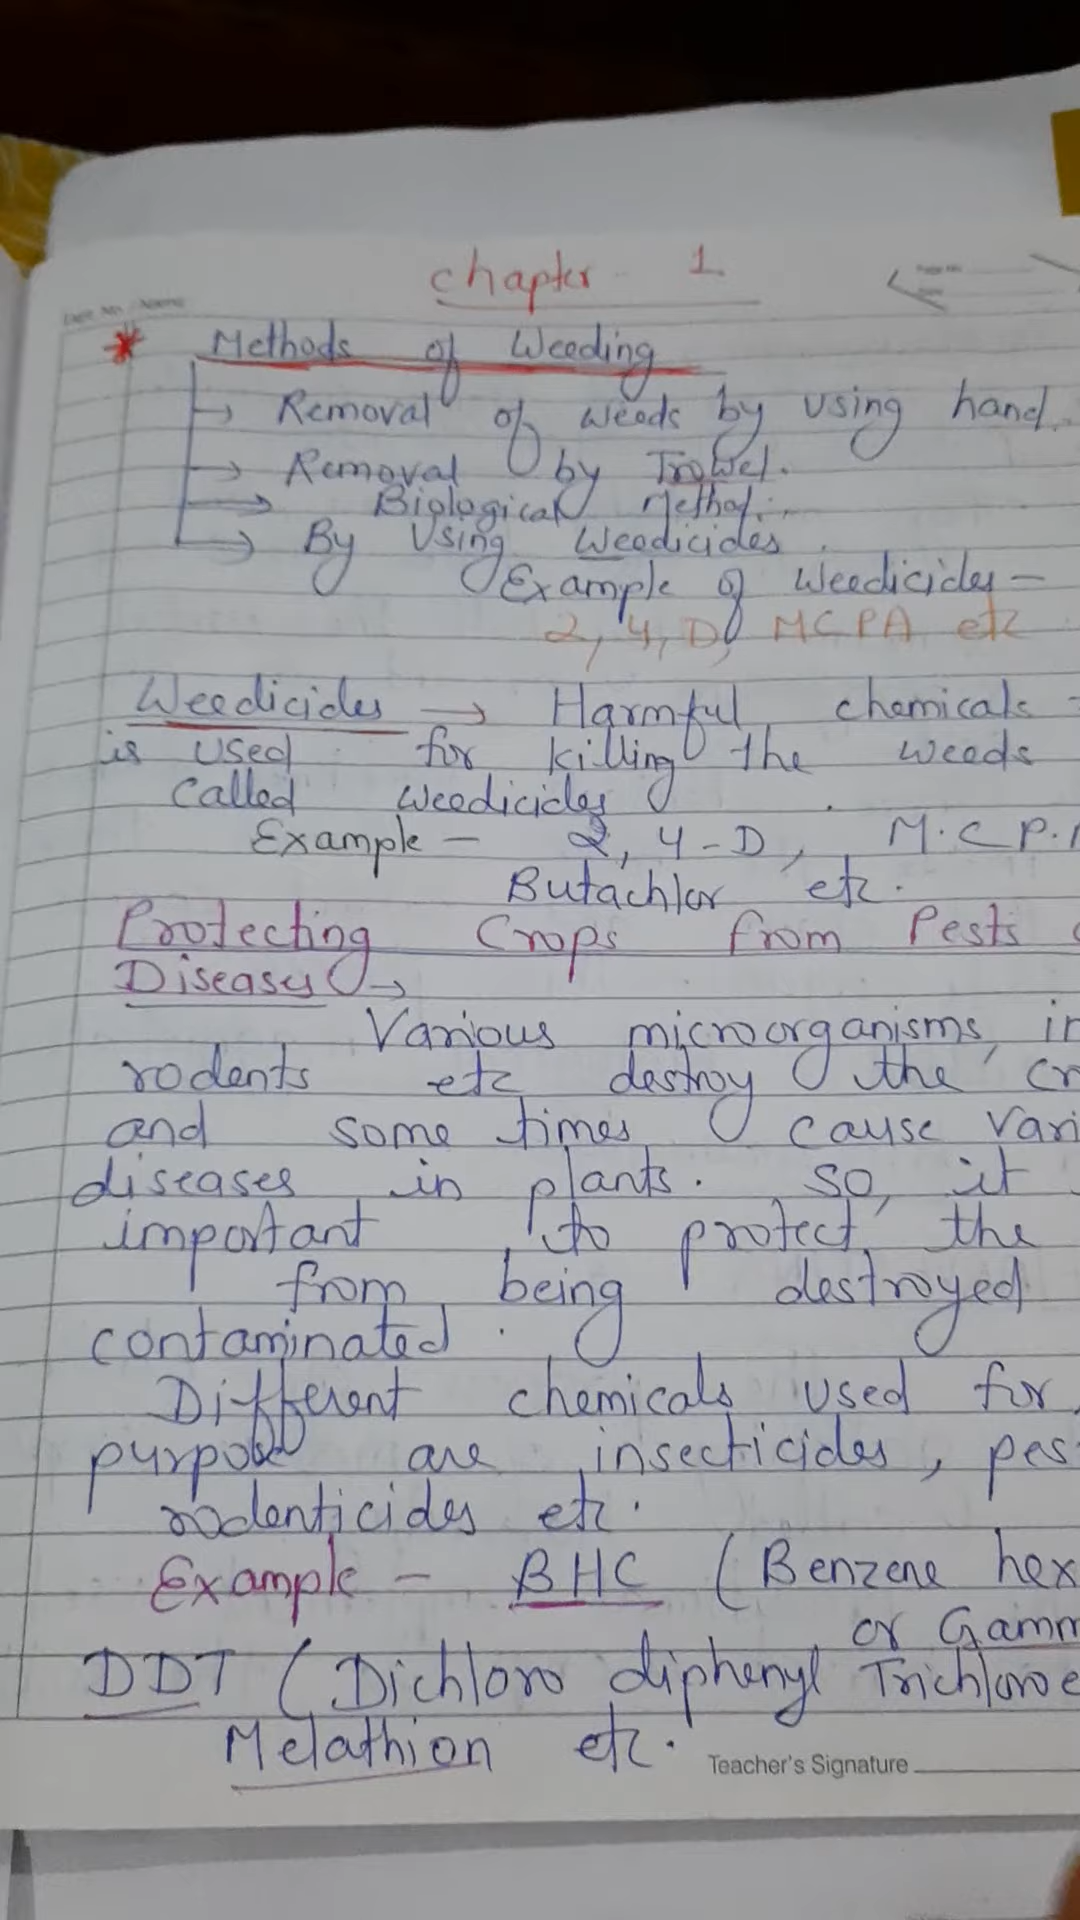 Chapter - 1
* Methods of Weeding
→ Removal of weeds by using hand.
→ Removal by Trowel.
→ Biological Method.
→ By Using Weedicides.
Example of Weedicides -
2, 4, D, MCPA etc
Weedicides → Harmful chemicals
is used for killing the weeds
called weedicides.
Example - 2, 4-D, M.C.P.
Butachlor etc.
Protecting Crops from Pests
Diseases →
Various microorganisms, in
rodents etc destroy the cr
and some times cause vari
diseases in plants. so, it
important to protect the
from being destroyed
contaminated.
Different chemicals used for
purpose are insecticides, pes
rodenticides etc.
Example - BHC (Benzene hex
or Gamm
DDT (Dichloro diphenyl Trichloroe
Melathion etc.
Teacher's Signature